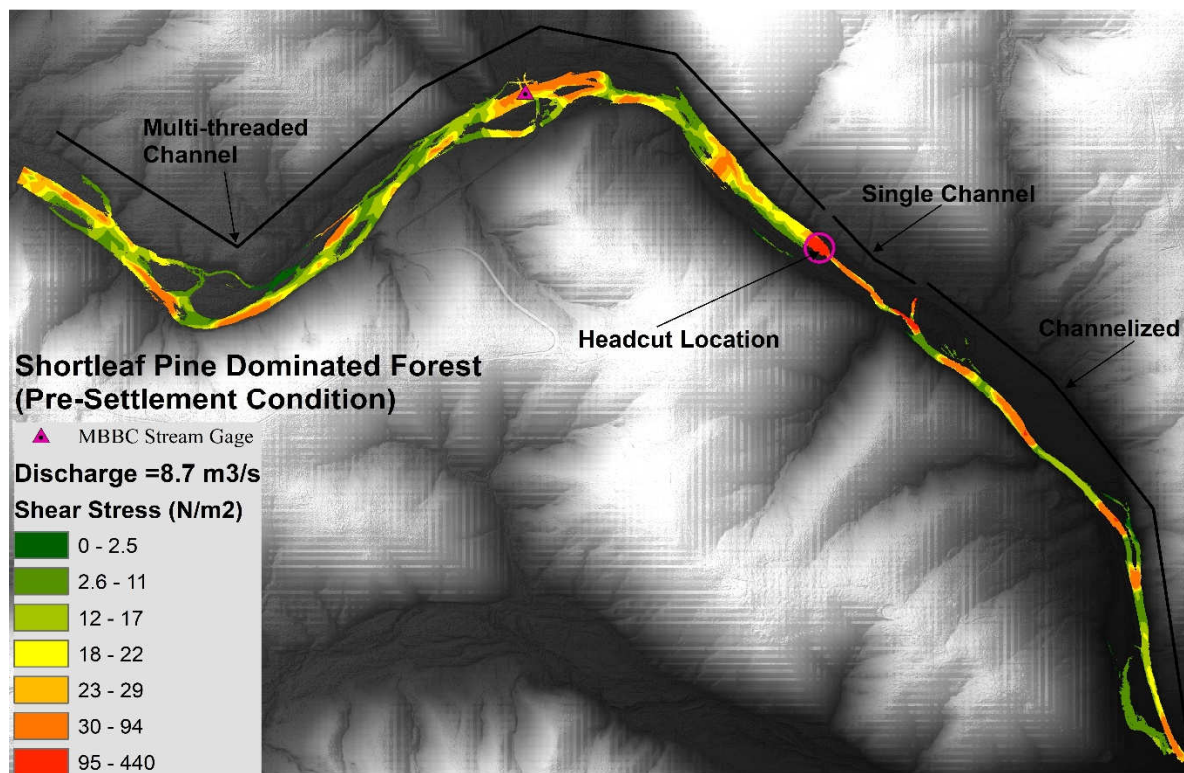 Multi-threaded
Channel
Single Channel
Headcut Location
Channelized
Shortleaf Pine Dominated Forest
(Pre-Settlement Condition)
MBBC Stream Gage
Discharge =8.7 m3/s
Shear Stress (N/m2)
0 - 2.5
2.6 - 11
12 - 17
18 - 22
23 - 29
30 - 94
95 - 440